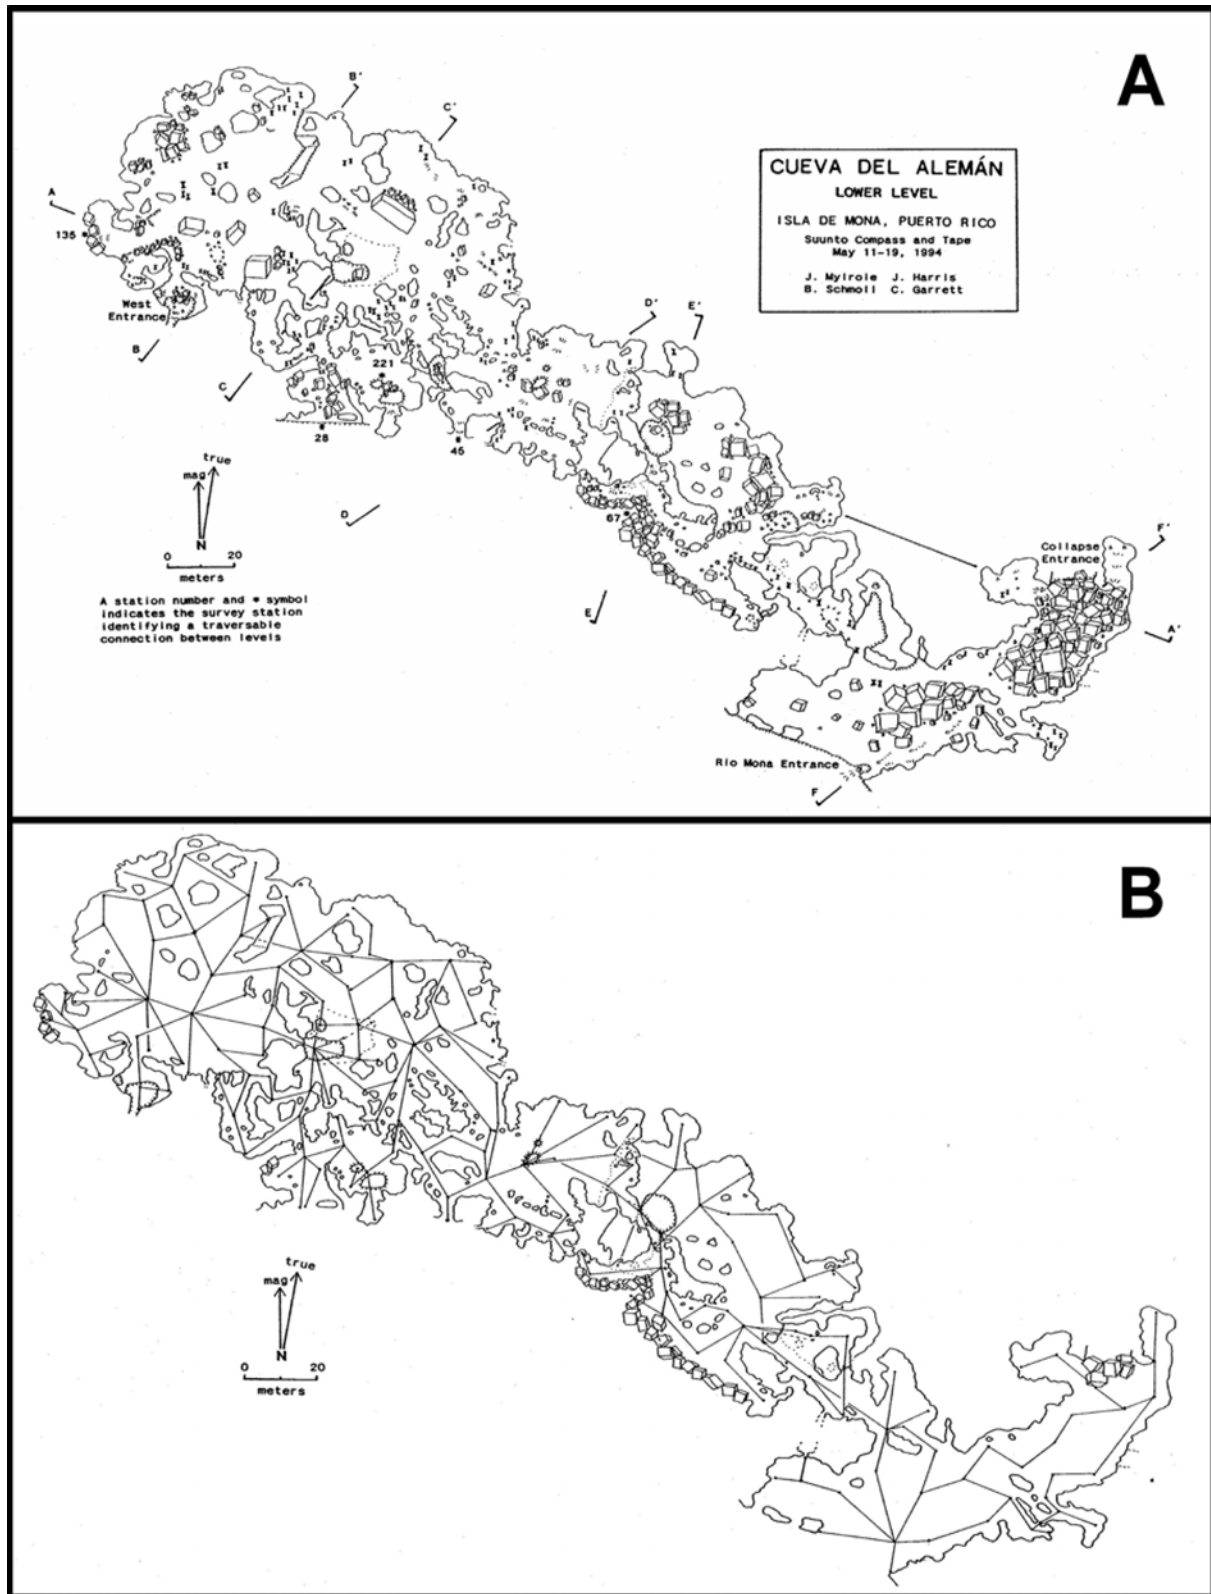 A
CUEVA DEL ALEMÁN
LOWER LEVEL
ISLA DE MONA, PUERTO RICO
Suunto Compass and Tape
May 11-19, 1994
J. Mylroie J. Harris
B. Schmoll C. Garrett
B'
C'
A
135 *
West
Entrance
B
C
221
*
*
28
*
45
D'
E'
67 *
D
E
true
mag
N
0 20
meters
A station number and * symbol
indicates the survey station
identifying a traversable
connection between levels
F'
Collapse
Entrance
A'
Rio Mona Entrance
F
B
true
mag
N
0 20
meters